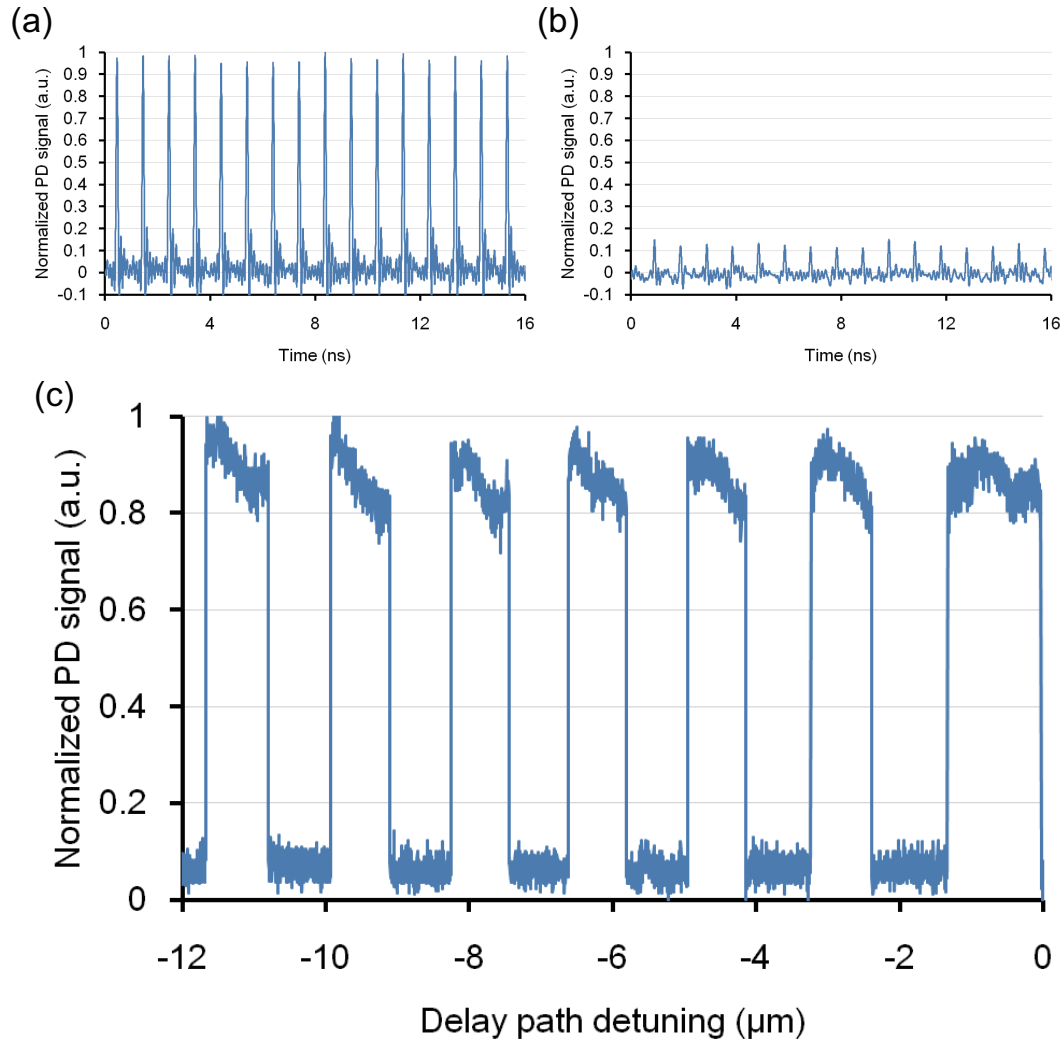 (a)
Normalized PD signal (a.u.)
1
0.9
0.8
0.7
0.6
0.5
0.4
0.3
0.2
0.1
0
-0.1
0 4 8 12 16
Time (ns)
(b)
Normalized PD signal (a.u.)
1
0.9
0.8
0.7
0.6
0.5
0.4
0.3
0.2
0.1
0
-0.1
0 4 8 12 16
Time (ns)
(c)
Normalized PD signal (a.u.)
1
0.8
0.6
0.4
0.2
0
-12 -10 -8 -6 -4 -2 0
Delay path detuning (μm)